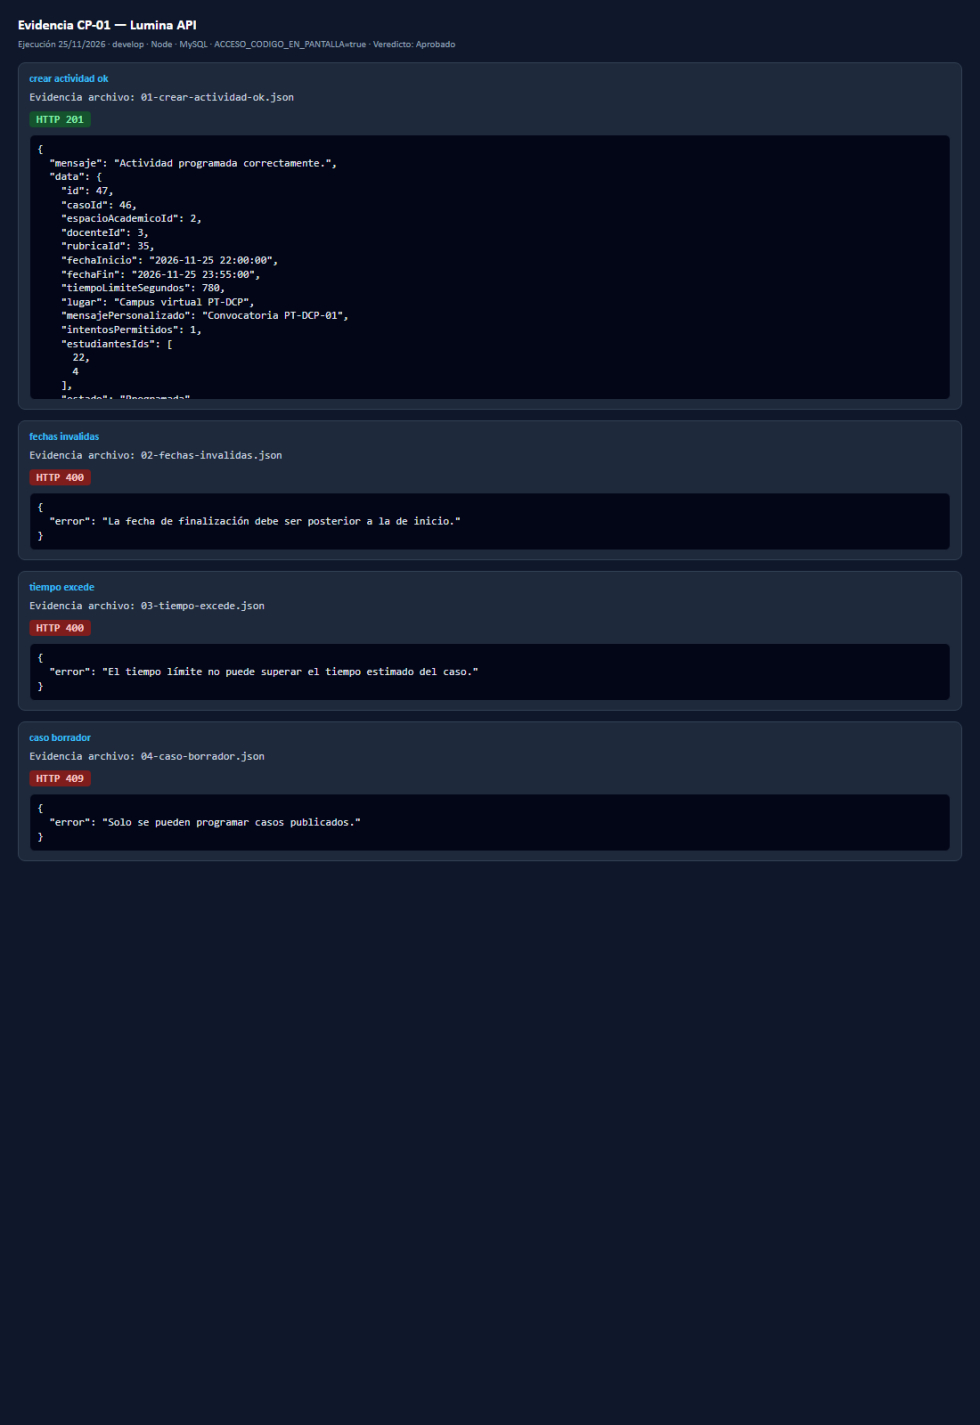 Evidencia CP-01 — Lumina API
Ejecución 25/11/2026 · develop · Node · MySQL · ACCESO_CODIGO_EN_PANTALLA=true · Veredicto: Aprobado
crear actividad ok
Evidencia archivo: 01-crear-actividad-ok.json
HTTP 201
{
  "mensaje": "Actividad programada correctamente.",
  "data": {
    "id": 47,
    "casoId": 46,
    "espacioAcademicoId": 2,
    "docenteId": 3,
    "rubricaId": 35,
    "fechaInicio": "2026-11-25 22:00:00",
    "fechaFin": "2026-11-25 23:55:00",
    "tiempoLimiteSegundos": 780,
    "lugar": "Campus virtual PT-DCP",
    "mensajePersonalizado": "Convocatoria PT-DCP-01",
    "intentosPermitidos": 1,
    "estudiantesIds": [
      22,
      4
    ],
    "estado": "Programada"
fechas invalidas
Evidencia archivo: 02-fechas-invalidas.json
HTTP 400
{
  "error": "La fecha de finalización debe ser posterior a la de inicio."
}
tiempo excede
Evidencia archivo: 03-tiempo-excede.json
HTTP 400
{
  "error": "El tiempo límite no puede superar el tiempo estimado del caso."
}
caso borrador
Evidencia archivo: 04-caso-borrador.json
HTTP 409
{
  "error": "Solo se pueden programar casos publicados."
}